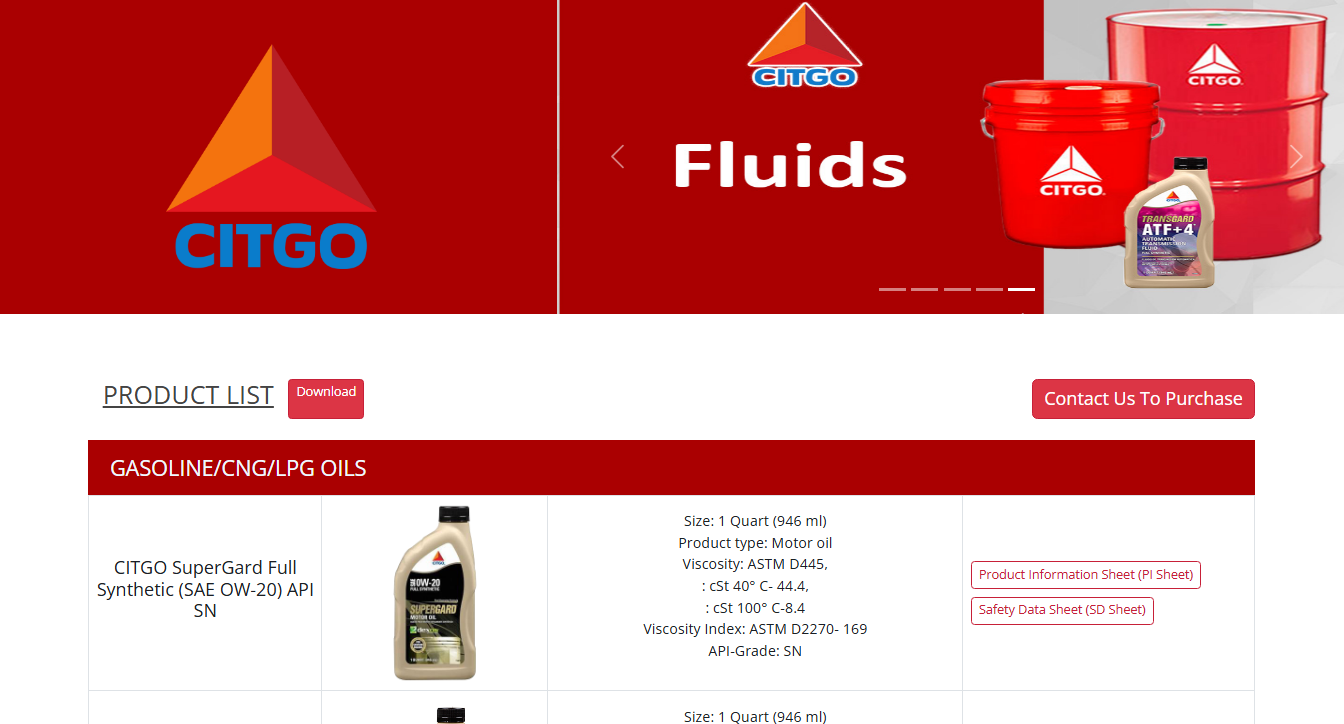 CITGO
CITGO
Fluids
CITGO.
CITGO.
TRANSGARD
ATF+4
AUTOMATIC
TRANSMISSION
FLUID
PRODUCT LIST
Download
Contact Us To Purchase
GASOLINE/CNG/LPG OILS
CITGO SuperGard Full
Synthetic (SAE OW-20) API
SN
0W-20
FULL SYNTHETIC
SUPERGARD
MOTOR OIL
Size: 1 Quart (946 ml)
Product type: Motor oil
Viscosity: ASTM D445,
: cSt 40° C- 44.4,
: cSt 100° C-8.4
Viscosity Index: ASTM D2270- 169
API-Grade: SN
Product Information Sheet (PI Sheet)
Safety Data Sheet (SD Sheet)
Size: 1 Quart (946 ml)